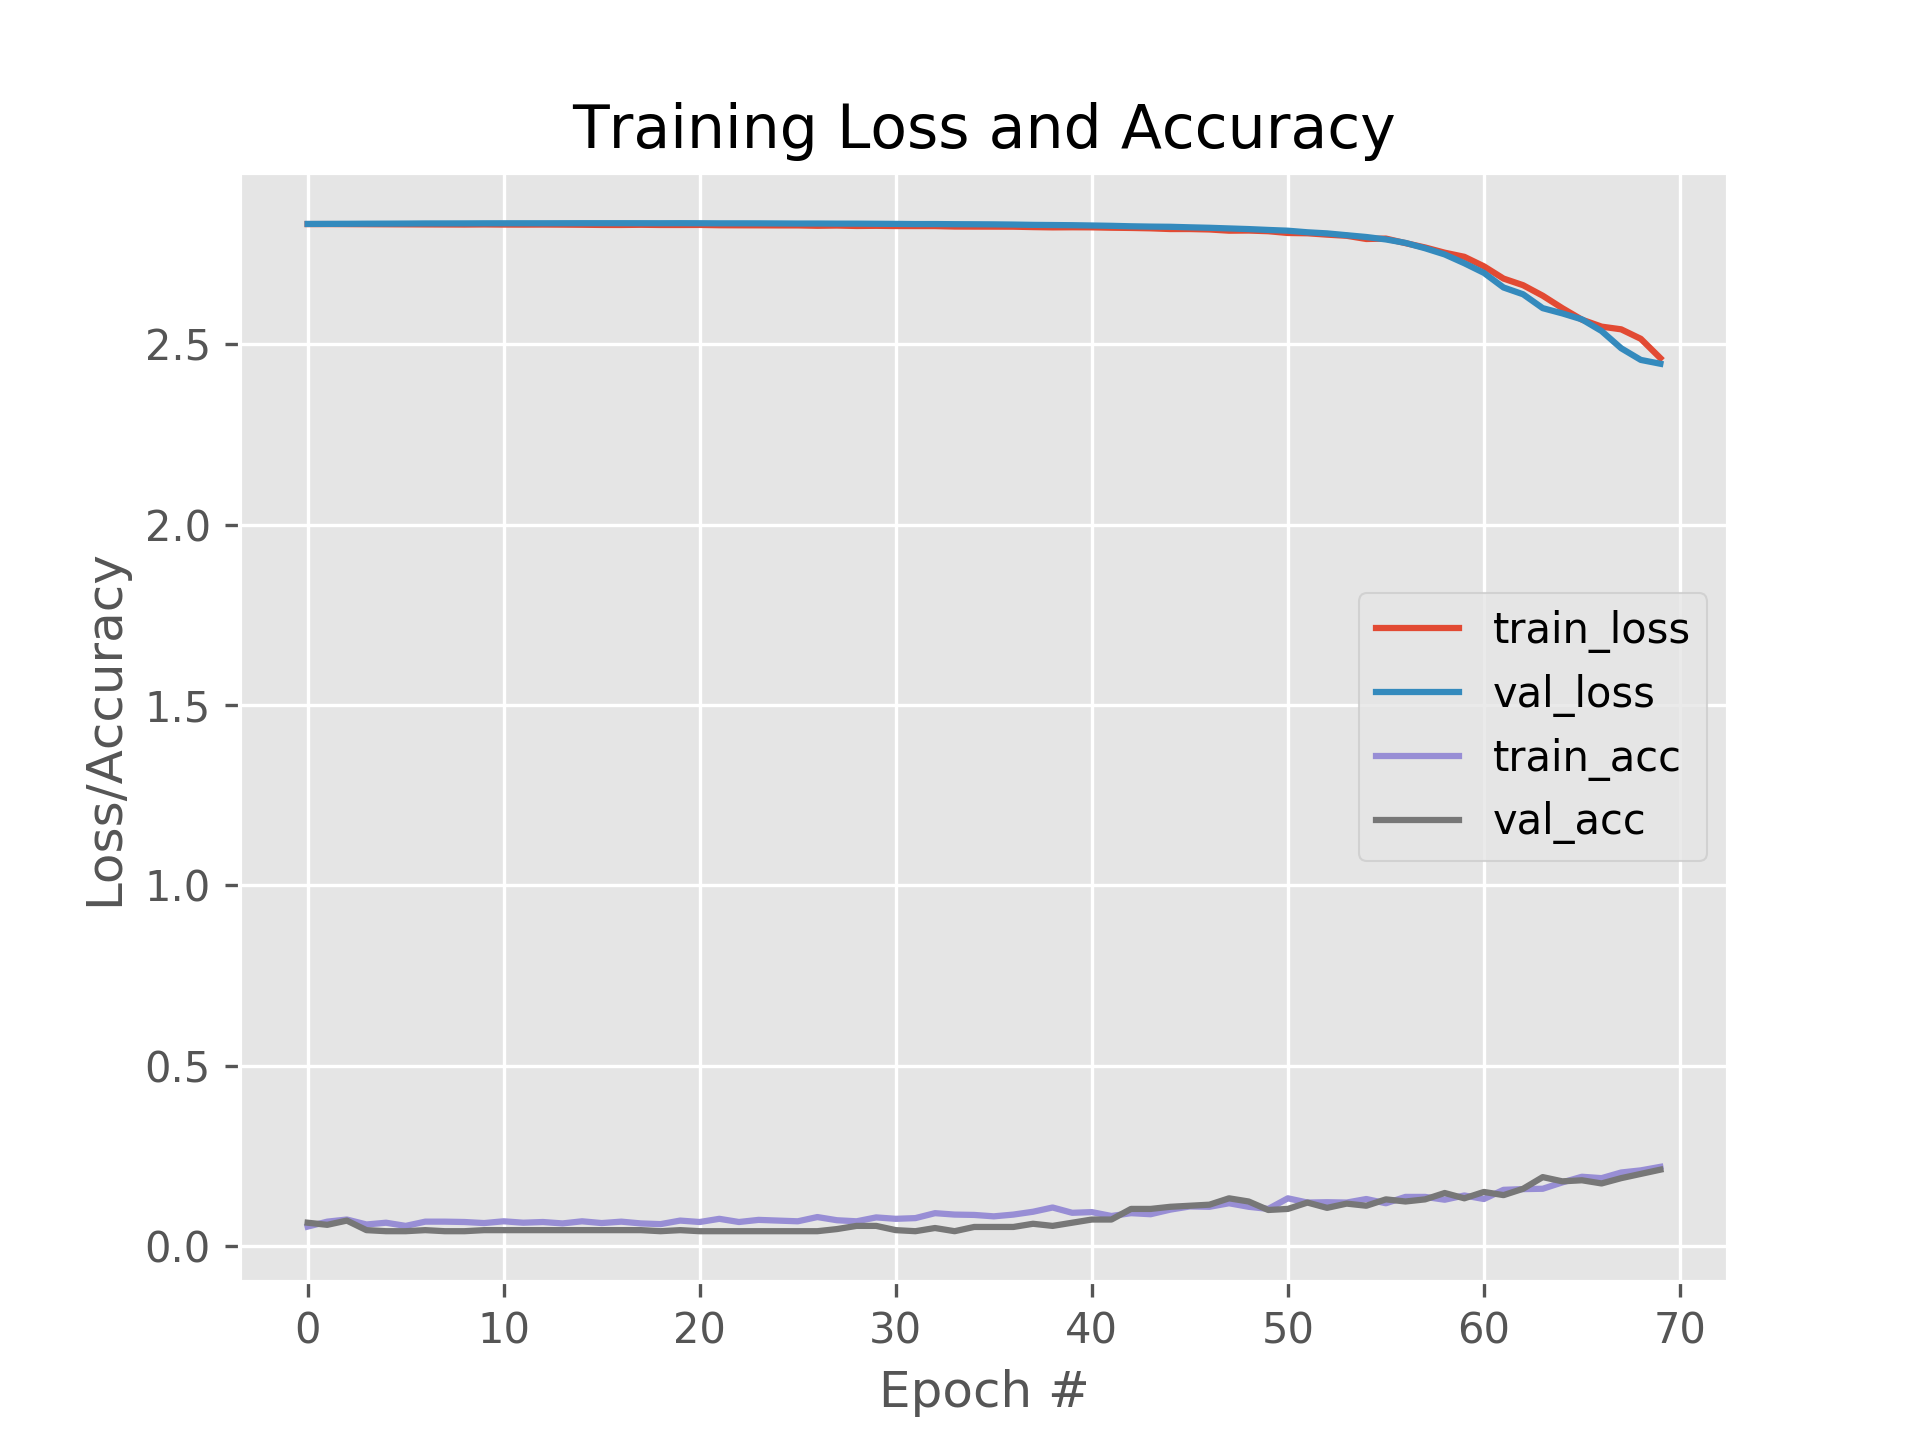 Training Loss and Accuracy
Loss/Accuracy
2.5
2.0
1.5
1.0
0.5
0.0
train_loss
val_loss
train_acc
val_acc
0 10 20 30 40 50 60 70
Epoch #